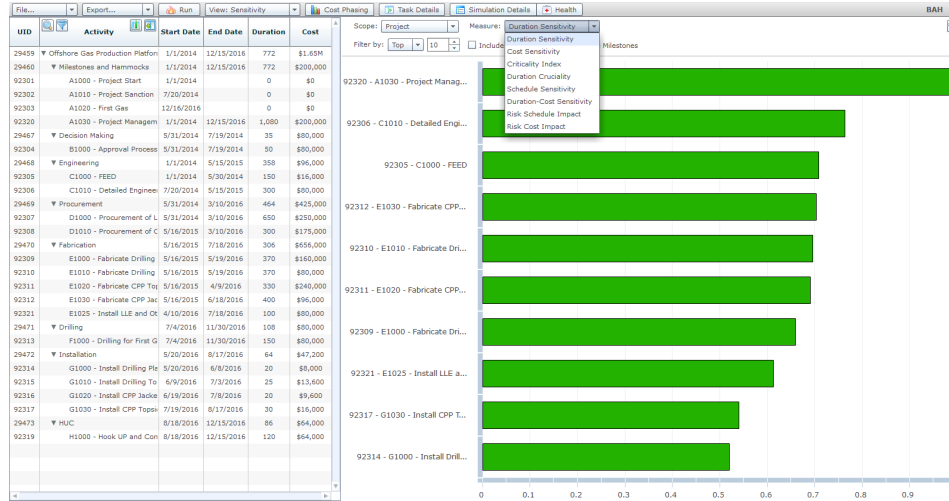 File... Export... Run View: Sensitivity Cost Phasing Task Details Simulation Details Health BAH
UID Activity Start Date End Date Duration Cost
29459 Offshore Gas Production Platforr 1/1/2014 12/15/2016 772 $1.65M
29460 Milestones and Hammocks 1/1/2014 12/15/2016 772 $200,000
92301 A1000 - Project Start 1/1/2014 0 $0
92302 A1010 - Project Sanction 7/20/2014 0 $0
92303 A1020 - First Gas 12/16/2016 0 $0
92320 A1030 - Project Managem 1/1/2014 12/15/2016 1,080 $200,000
29467 Decision Making 5/31/2014 7/19/2014 35 $80,000
92304 B1000 - Approval Process 5/31/2014 7/19/2014 50 $80,000
29468 Engineering 1/1/2014 5/15/2015 358 $96,000
92305 C1000 - FEED 1/1/2014 5/30/2014 150 $16,000
92306 C1010 - Detailed Engineer 7/20/2014 5/15/2015 300 $80,000
29469 Procurement 5/31/2014 3/10/2016 464 $425,000
92307 D1000 - Procurement of L 5/31/2014 3/10/2016 650 $250,000
92308 D1010 - Procurement of C 5/16/2015 3/10/2016 300 $175,000
29470 Fabrication 5/16/2015 7/18/2016 306 $656,000
92309 E1000 - Fabricate Drilling 5/16/2015 5/19/2016 370 $160,000
92310 E1010 - Fabricate Drilling 5/16/2015 5/19/2016 370 $80,000
92311 E1020 - Fabricate CPP Top 5/16/2015 4/9/2016 330 $240,000
92312 E1030 - Fabricate CPP Jac 5/16/2015 6/18/2016 400 $96,000
92321 E1025 - Install LLE and Ot 4/10/2016 7/18/2016 100 $80,000
29471 Drilling 7/4/2016 11/30/2016 108 $80,000
92313 F1000 - Drilling for First G 7/4/2016 11/30/2016 150 $80,000
29472 Installation 5/20/2016 8/17/2016 64 $47,200
92314 G1000 - Install Drilling Pla 5/20/2016 6/8/2016 20 $8,000
92315 G1010 - Install Drilling To 6/9/2016 7/3/2016 25 $13,600
92316 G1020 - Install CPP Jacke 6/19/2016 7/8/2016 20 $9,600
92317 G1030 - Install CPP Topsi 7/19/2016 8/17/2016 30 $16,000
29473 HUC 8/18/2016 12/15/2016 86 $64,000
92319 H1000 - Hook UP and Con 8/18/2016 12/15/2016 120 $64,000
Scope: Project Measure: Duration Sensitivity
Filter by: Top 10 Include Milestones
Duration Sensitivity
Cost Sensitivity
Criticality Index
Duration Cruciality
Schedule Sensitivity
Duration-Cost Sensitivity
Risk Schedule Impact
Risk Cost Impact
92320 - A1030 - Project Manag...
92306 - C1010 - Detailed Engi...
92305 - C1000 - FEED
92312 - E1030 - Fabricate CPP...
92310 - E1010 - Fabricate Dri...
92311 - E1020 - Fabricate CPP...
92309 - E1000 - Fabricate Dri...
92321 - E1025 - Install LLE a...
92317 - G1030 - Install CPP T...
92314 - G1000 - Install Drill...
0 0.1 0.2 0.3 0.4 0.5 0.6 0.7 0.8 0.9